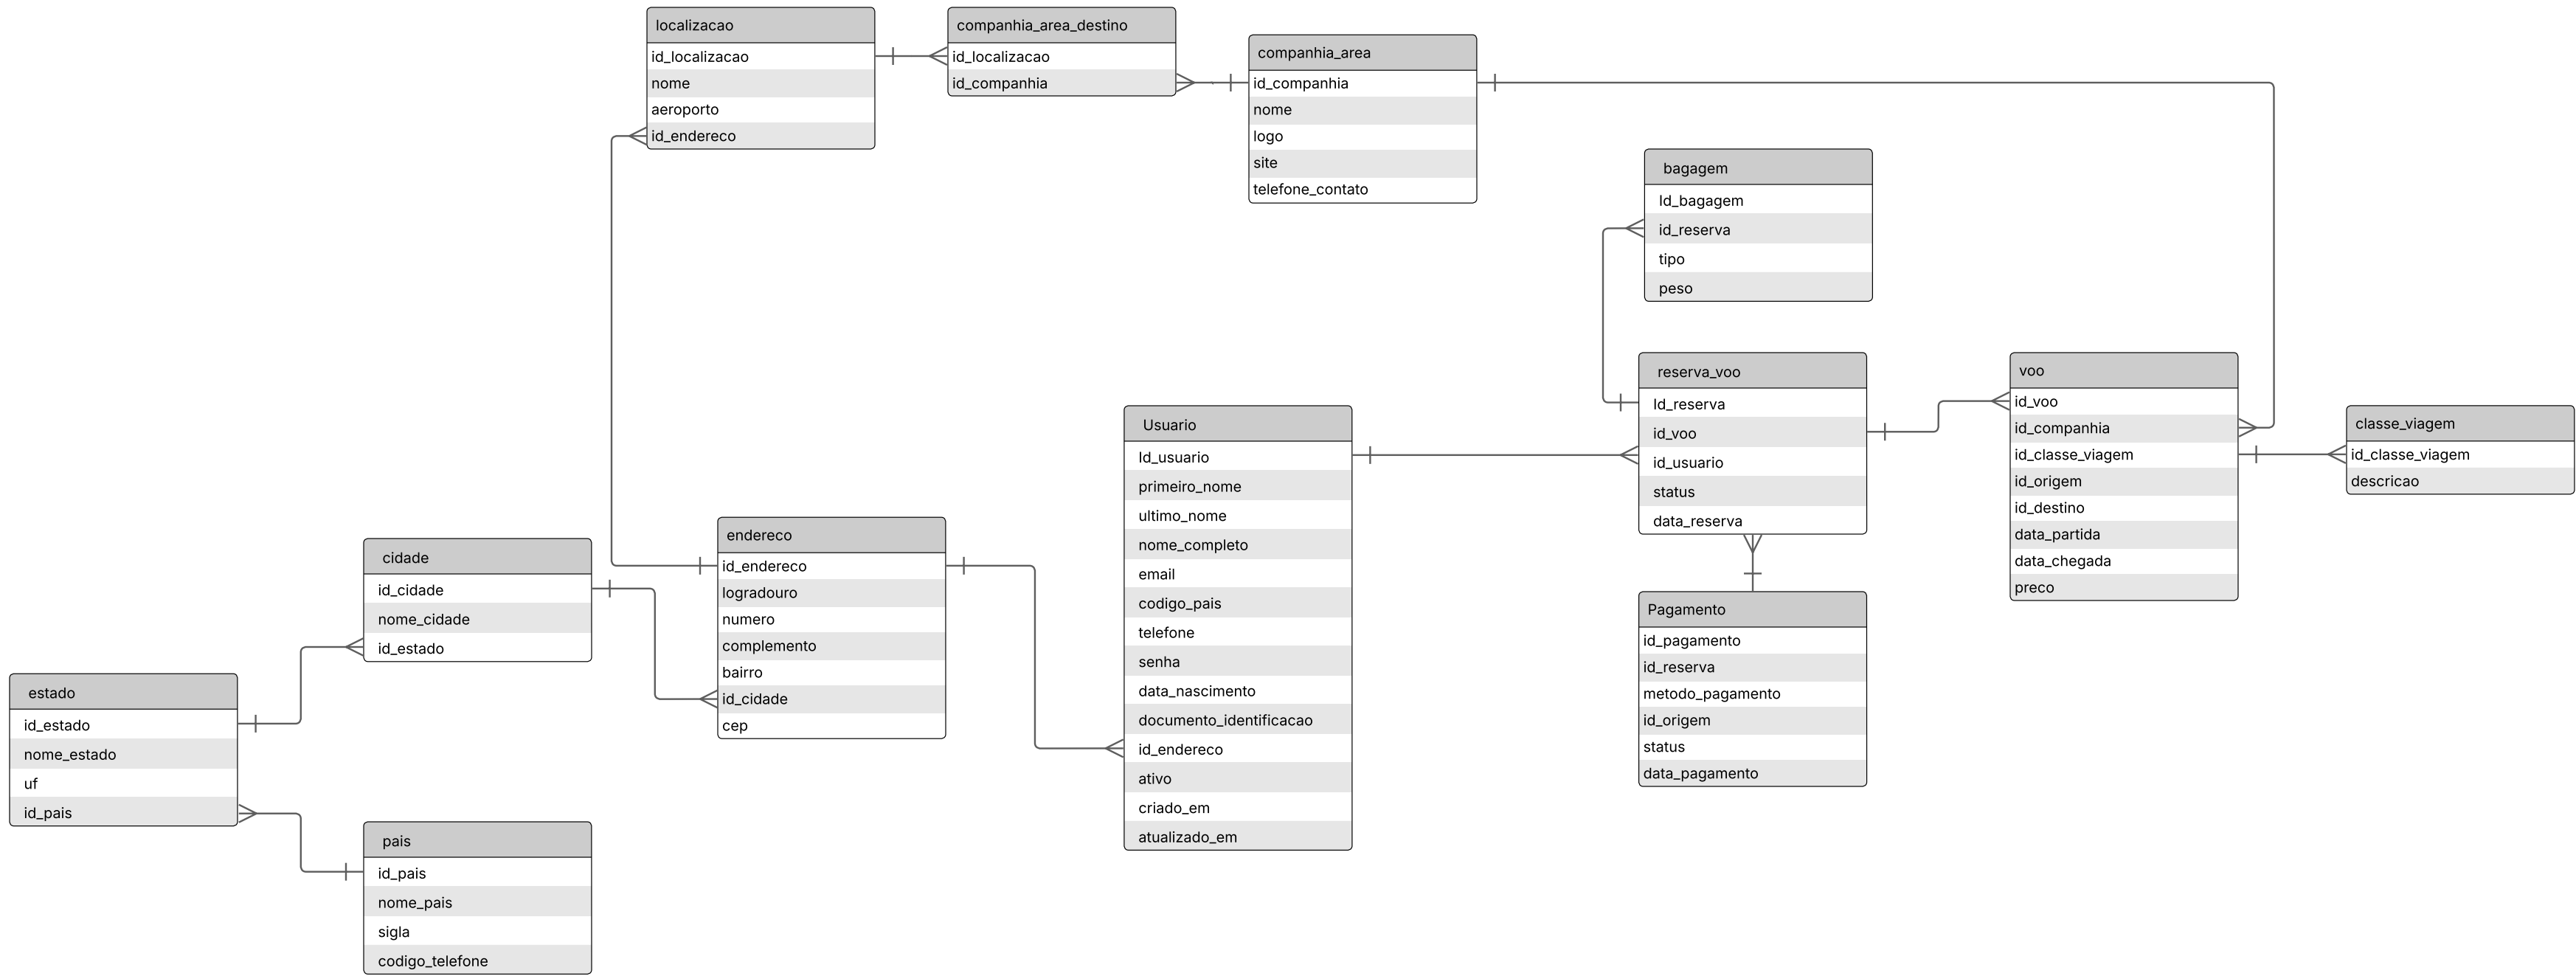 localizacao
id_localizacao
nome
aeroporto
id_endereco
companhia_area_destino
id_localizacao
id_companhia
companhia_area
id_companhia
nome
logo
site
telefone_contato
bagagem
Id_bagagem
id_reserva
tipo
peso
reserva_voo
Id_reserva
id_voo
id_usuario
status
data_reserva
voo
id_voo
id_companhia
id_classe_viagem
id_origem
id_destino
data_partida
data_chegada
preco
classe_viagem
id_classe_viagem
descricao
Usuario
Id_usuario
primeiro_nome
ultimo_nome
nome_completo
email
codigo_pais
telefone
senha
data_nascimento
documento_identificacao
id_endereco
ativo
criado_em
atualizado_em
endereco
id_endereco
logradouro
numero
complemento
bairro
id_cidade
cep
cidade
id_cidade
nome_cidade
id_estado
Pagamento
id_pagamento
id_reserva
metodo_pagamento
id_origem
status
data_pagamento
estado
id_estado
nome_estado
uf
id_pais
pais
id_pais
nome_pais
sigla
codigo_telefone